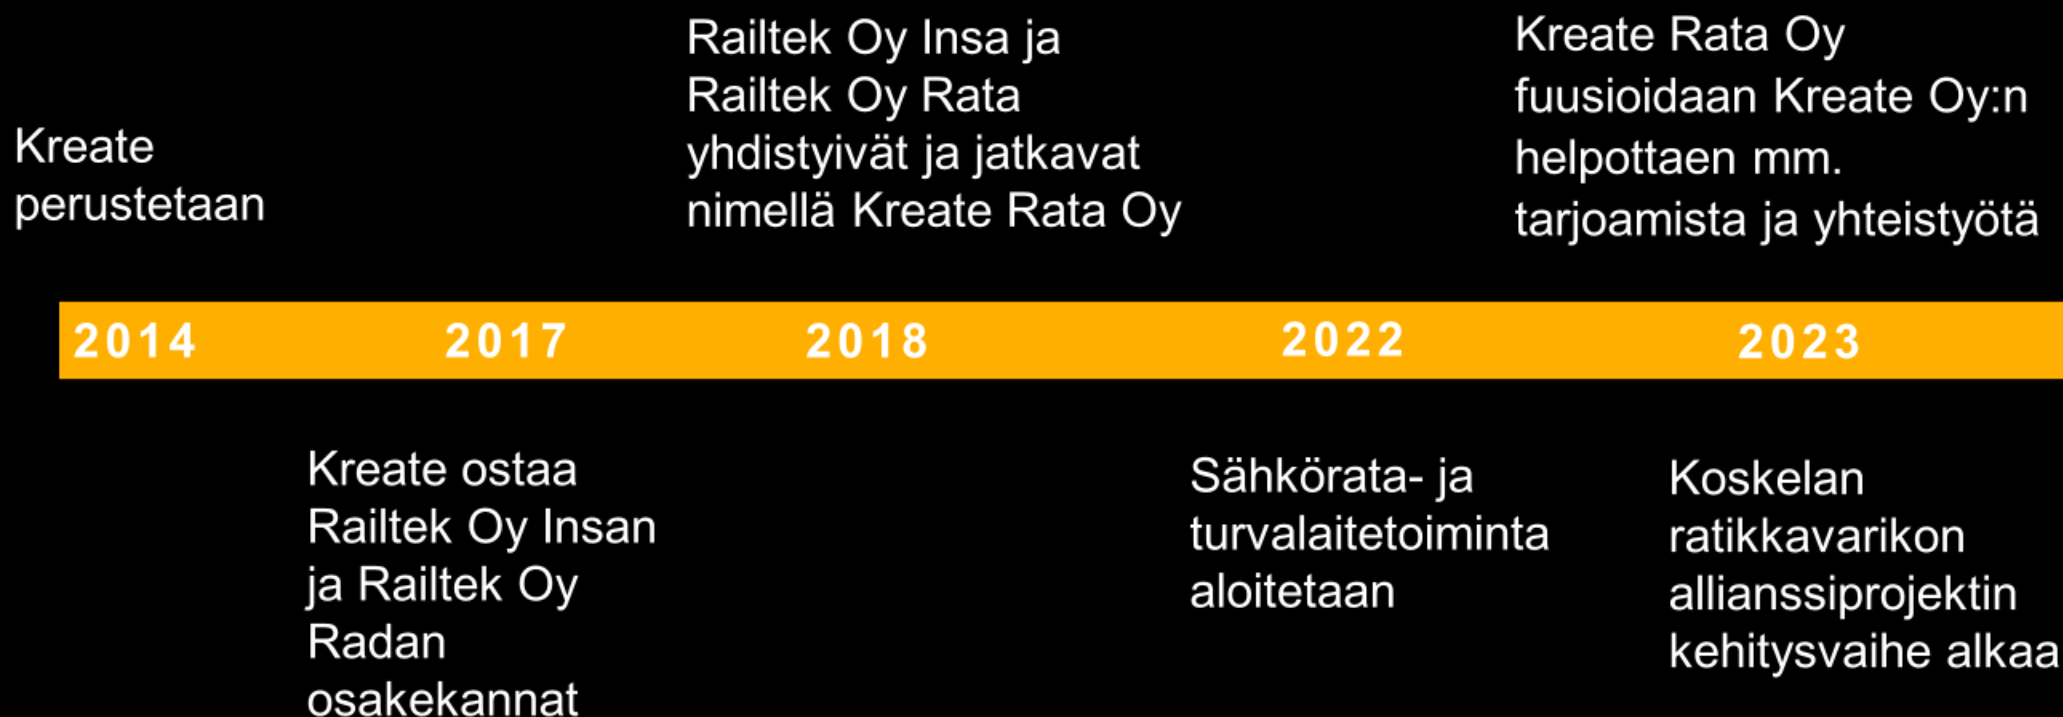 Kreate
perustetaan
Railtek Oy Insa ja
Railtek Oy Rata
yhdistyivät ja jatkavat
nimellä Kreate Rata Oy
Kreate Rata Oy
fuusioidaan Kreate Oy:n
helpottaen mm.
tarjoamista ja yhteistyötä
2014 2017 2018 2022 2023
Kreate ostaa
Railtek Oy Insan
ja Railtek Oy
Radan
osakekannat
Sähkörata- ja
turvalaitetoiminta
aloitetaan
Koskelan
ratikkavarikon
allianssiprojektin
kehitysvaihe alkaa